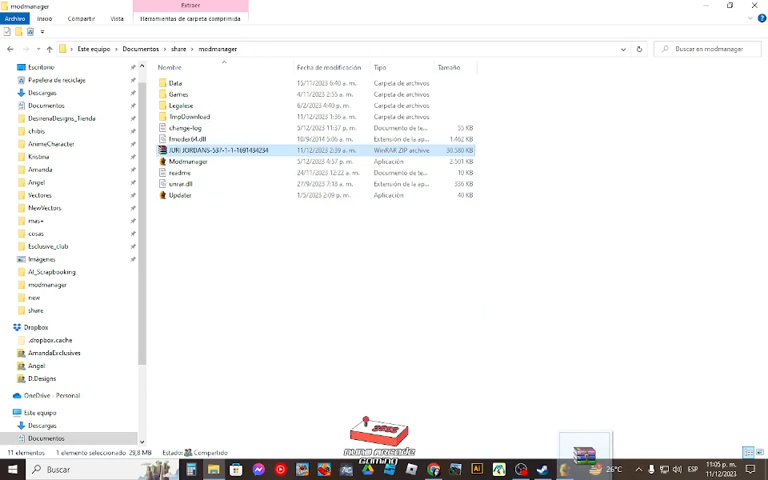 modmanager
Extraer
Archivo Inicio Compartir Vista Herramientas de carpeta comprimida
Este equipo > Documentos > share > modmanager
Buscar en modmanager
Nombre Fecha de modificación Tipo Tamaño
Data 15/11/2023 6:40 a. m. Carpeta de archivos
Games 4/11/2023 2:55 a. m. Carpeta de archivos
Legalese 6/2/2023 4:40 p. m. Carpeta de archivos
TmpDownload 11/12/2023 1:36 a. m. Carpeta de archivos
change-log 5/12/2023 11:37 p. m. Documento de te... 55 KB
fmodex64.dll 10/9/2014 5:06 a. m. Extensión de la ap... 1.462 KB
JURI JORDANS-537-1-1-1691434234 11/12/2023 2:39 a. m. WinRAR ZIP archive 30.580 KB
Modmanager 5/12/2023 4:57 p. m. Aplicación 2.501 KB
readme 24/11/2023 12:22 a. m. Documento de te... 10 KB
unrar.dll 27/9/2023 7:18 a. m. Extensión de la ap... 336 KB
Updater 1/5/2023 2:09 p. m. Aplicación 40 KB
Escritorio
Papelera de reciclaje
Descargas
Documentos
DesirenaDesigns_Tienda
chibis
AnimeCharacter
Kristina
Amanda
Angel
Vectores
NewVectors
mas+
cosas
Esclusive_club
Imágenes
AI_Scrapbooking
modmanager
new
share
Dropbox
.dropbox.cache
AmandaExclusives
Angel
D.Designs
OneDrive - Personal
Este equipo
Descargas
Documentos
11 elementos 1 elemento seleccionado 29,8 MB Estado: Compartido
NURO ARCADE
GAMING
Buscar
26°C
ESP
11:05 p. m.
11/12/2023